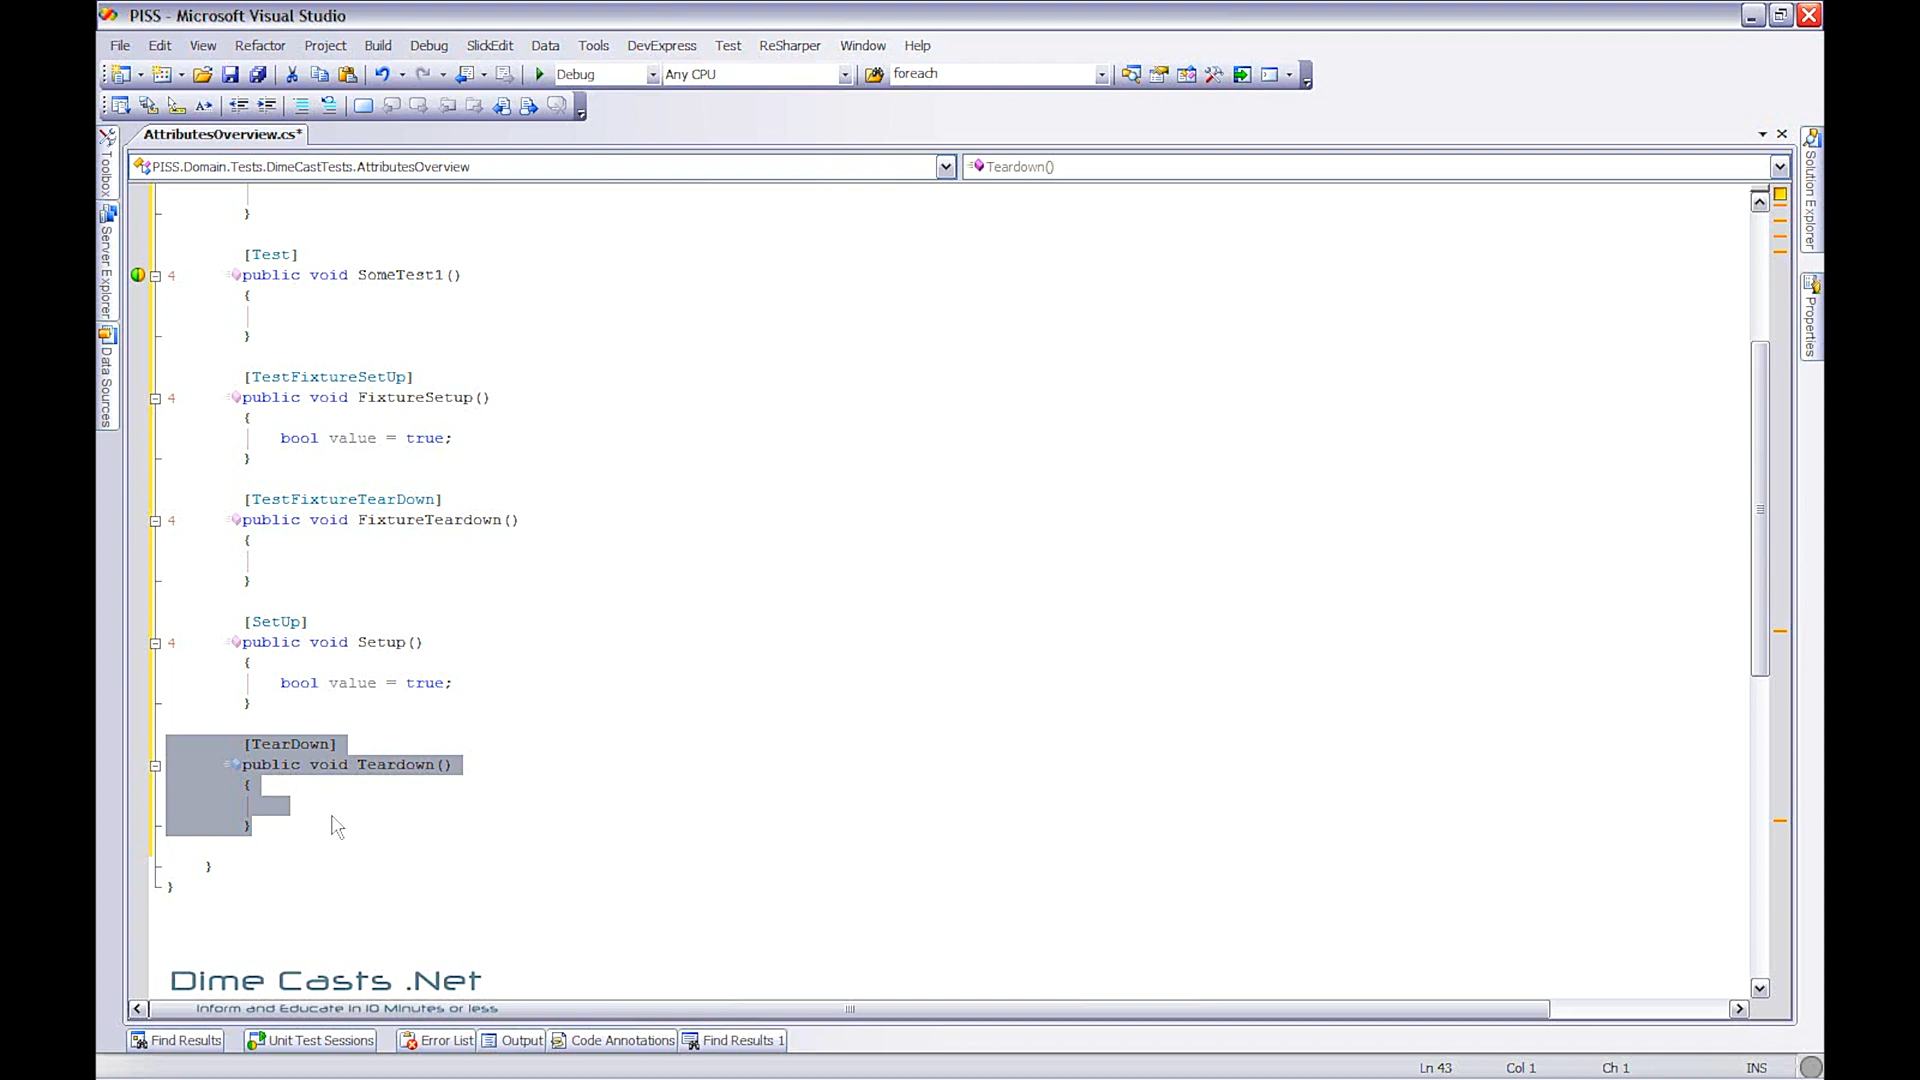 PISS - Microsoft Visual Studio
File Edit View Refactor Project Build Debug SlickEdit Data Tools DevExpress Test ReSharper Window Help
Debug Any CPU foreach
AttributesOverview.cs*
PISS.Domain.Tests.DimeCastTests.AttributesOverview Teardown()
Toolbox
Server Explorer
Data Sources
Solution Explorer
Properties
}
[Test]
4 public void SomeTest1()
{
}
[TestFixtureSetUp]
4 public void FixtureSetup()
{
bool value = true;
}
[TestFixtureTearDown]
4 public void FixtureTeardown()
{
}
[SetUp]
4 public void Setup()
{
bool value = true;
}
[TearDown]
public void Teardown()
{
}
}
}
Dime Casts .Net
Inform and Educate in 10 Minutes or less
Find Results Unit Test Sessions Error List Output Code Annotations Find Results 1
Ln 43 Col 1 Ch 1 INS